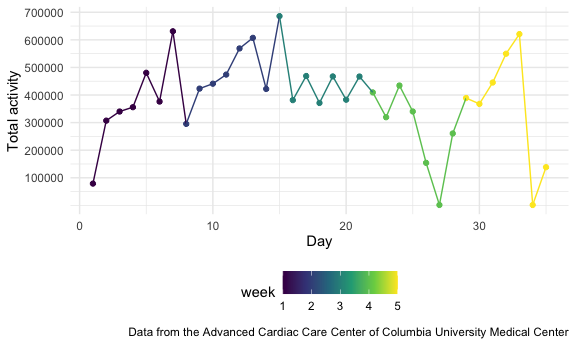 700000
600000
500000
400000
300000
200000
100000
Total activity
0 10 20 30
Day
week
1 2 3 4 5
Data from the Advanced Cardiac Care Center of Columbia University Medical Center